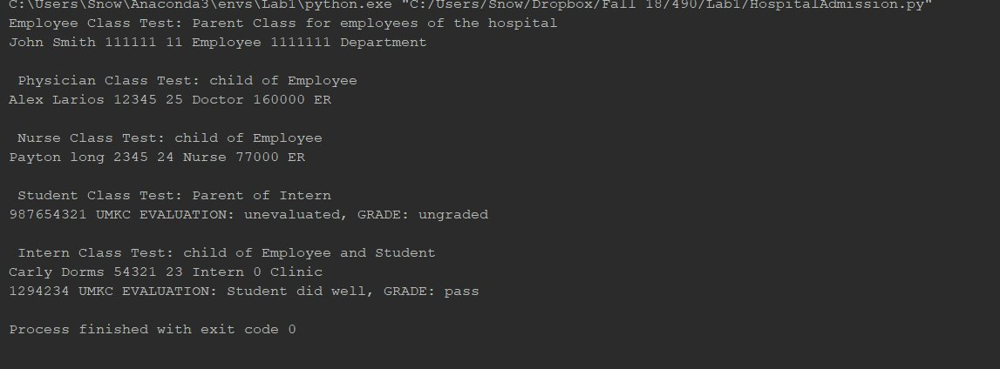 C:\Users\Snow\Anaconda3\envs\Lab1\python.exe "C:/Users/Snow/Dropbox/Fall 18/490/Lab1/HospitalAdmission.py"
Employee Class Test: Parent Class for employees of the hospital
John Smith 111111 11 Employee 1111111 Department
Physician Class Test: child of Employee
Alex Larios 12345 25 Doctor 160000 ER
Nurse Class Test: child of Employee
Payton long 2345 24 Nurse 77000 ER
Student Class Test: Parent of Intern
987654321 UMKC EVALUATION: unevaluated, GRADE: ungraded
Intern Class Test: child of Employee and Student
Carly Dorms 54321 23 Intern 0 Clinic
1294234 UMKC EVALUATION: Student did well, GRADE: pass
Process finished with exit code 0